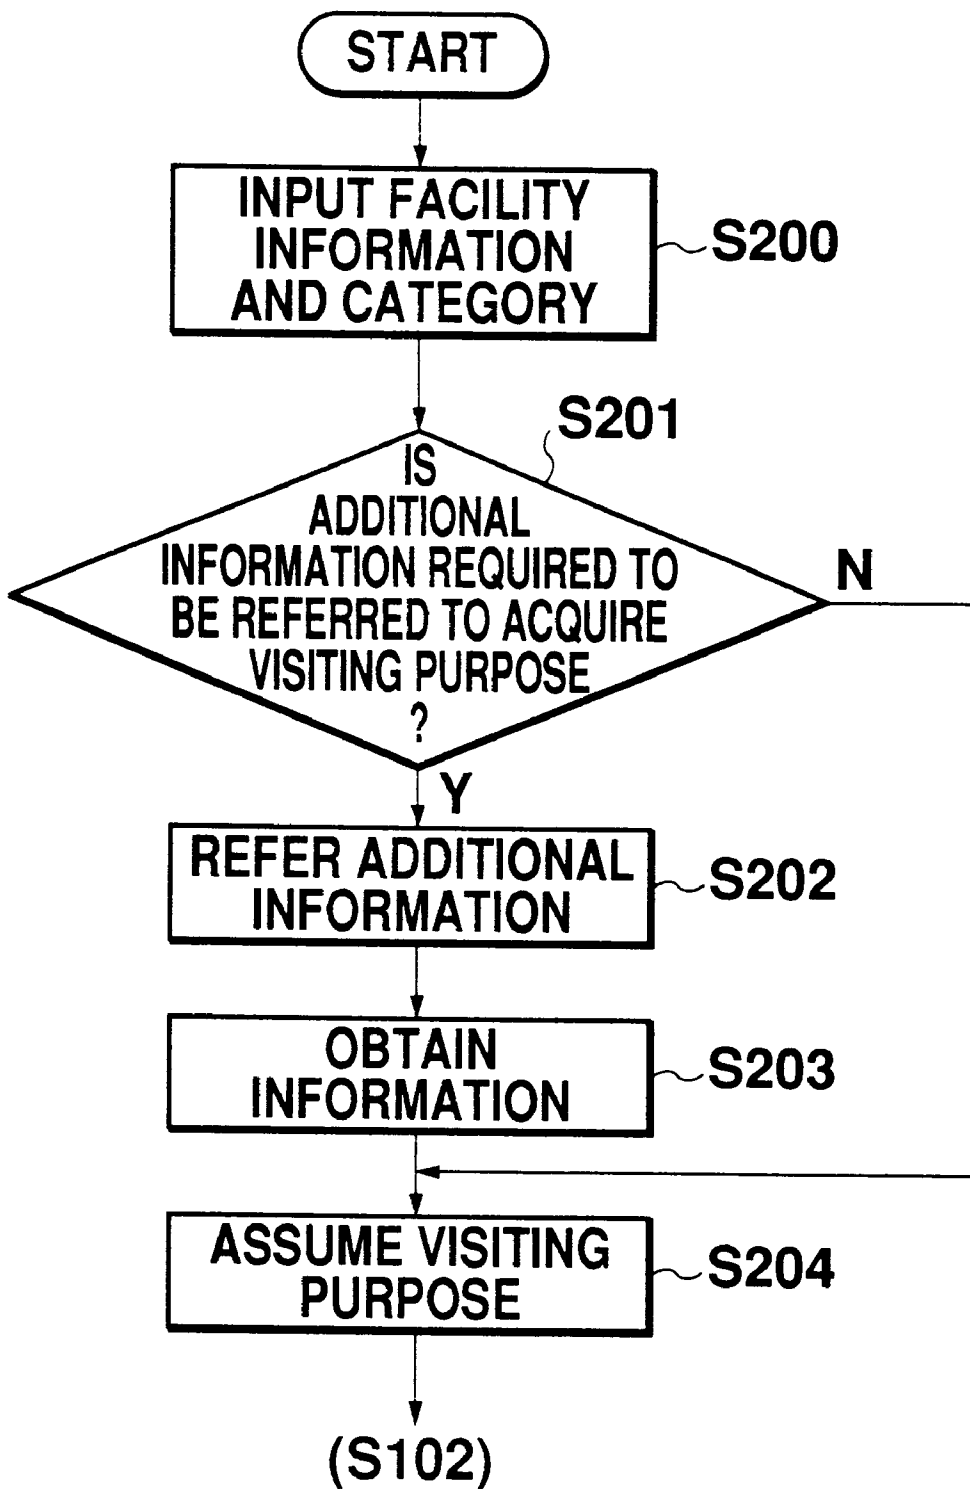 START
INPUT FACILITY
INFORMATION
AND CATEGORY
S200
S201
IS
ADDITIONAL
INFORMATION REQUIRED TO
BE REFERRED TO ACQUIRE
VISITING PURPOSE
?
N
Y
REFER ADDITIONAL
INFORMATION
S202
OBTAIN
INFORMATION
S203
ASSUME VISITING
PURPOSE
S204
(S102)